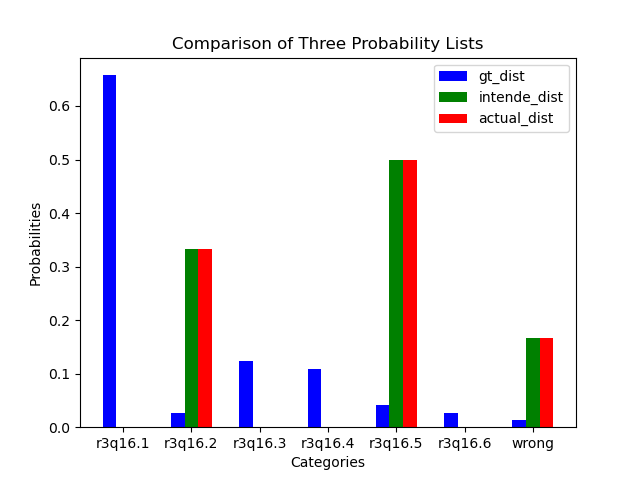 Comparison of Three Probability Lists
gt_dist
intende_dist
actual_dist
Probabilities
0.6
0.5
0.4
0.3
0.2
0.1
0.0
r3q16.1 r3q16.2 r3q16.3 r3q16.4 r3q16.5 r3q16.6 wrong
Categories